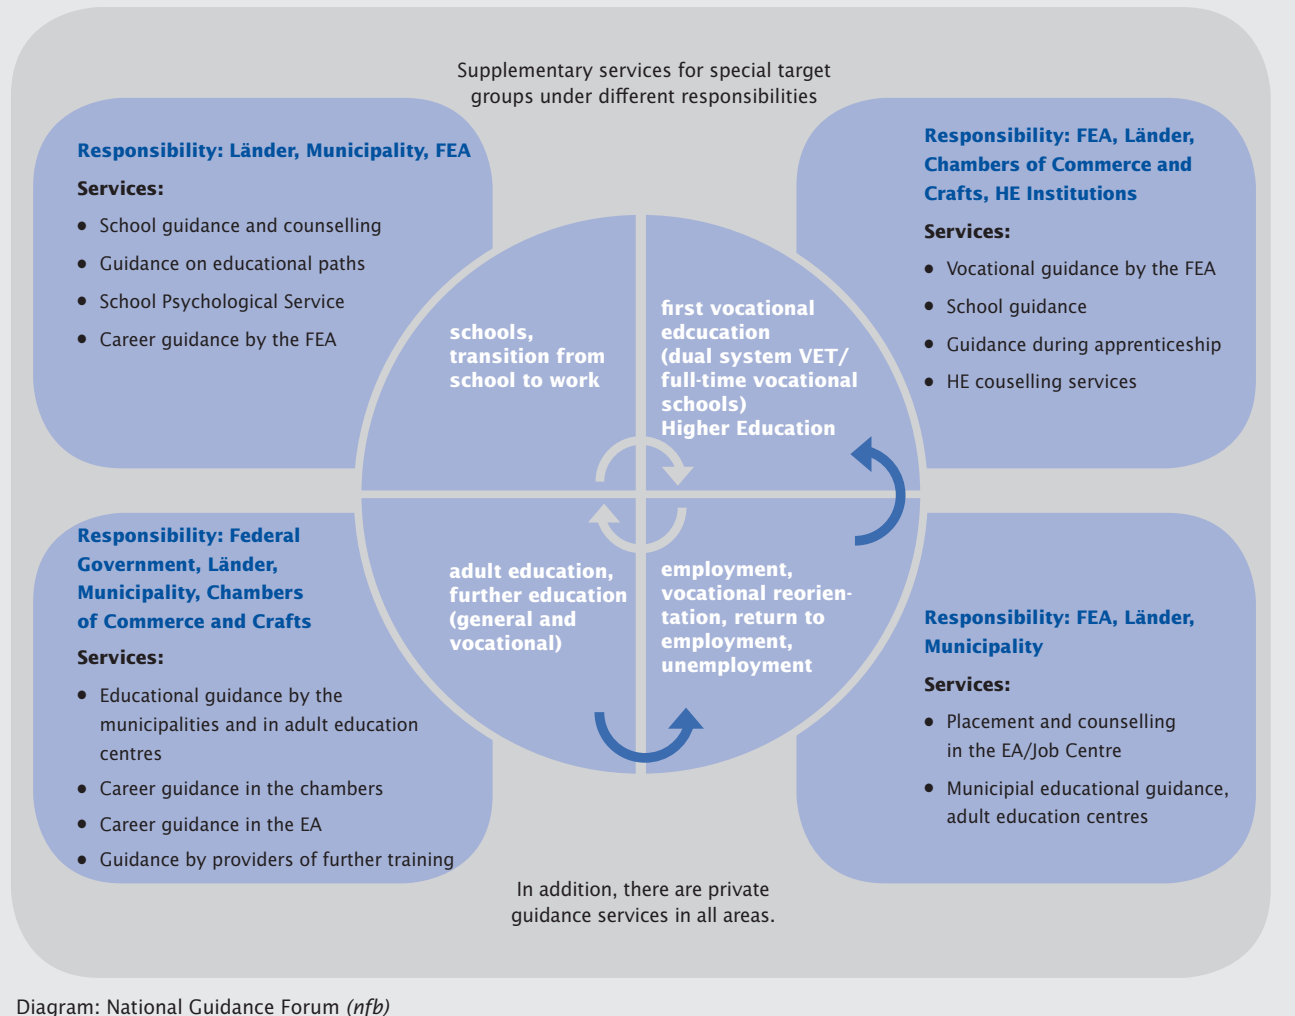 Supplementary services for special target
groups under different responsibilities
Responsibility: Länder, Municipality, FEA
Services:
● School guidance and counselling
● Guidance on educational paths
● School Psychological Service
● Career guidance by the FEA
Responsibility: FEA, Länder,
Chambers of Commerce and
Crafts, HE Institutions
Services:
● Vocational guidance by the FEA
● School guidance
● Guidance during apprenticeship
● HE couselling services
schools,
transition from
school to work
first vocational
edcucation
(dual system VET/
full-time vocational
schools)
Higher Education
adult education,
further education
(general and
vocational)
employment,
vocational reorien-
tation, return to
employment,
unemployment
Responsibility: Federal
Government, Länder,
Municipality, Chambers
of Commerce and Crafts
Services:
● Educational guidance by the
municipalities and in adult education
centres
● Career guidance in the chambers
● Career guidance in the EA
● Guidance by providers of further training
Responsibility: FEA, Länder,
Municipality
Services:
● Placement and counselling
in the EA/Job Centre
● Municipial educational guidance,
adult education centres
In addition, there are private
guidance services in all areas.
Diagram: National Guidance Forum (nfb)